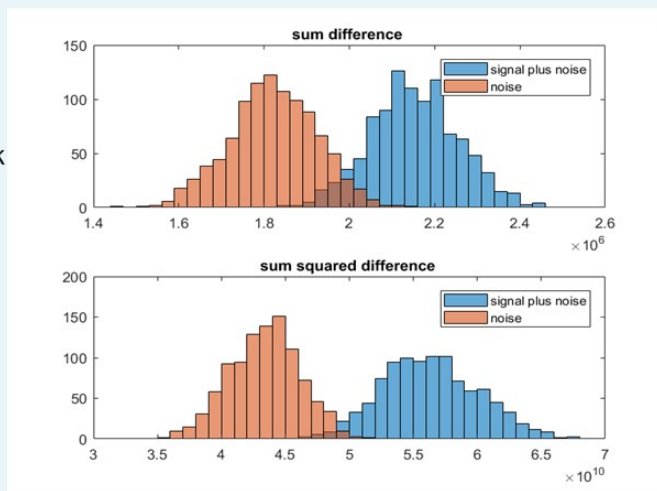 k
sum difference
150
100
50
0
signal plus noise
noise
1.4 1.6 1.8 2 2.2 2.4 2.6
×10⁶
sum squared difference
200
150
100
50
0
signal plus noise
noise
3 3.5 4 4.5 5 5.5 6 6.5 7
×10¹⁰